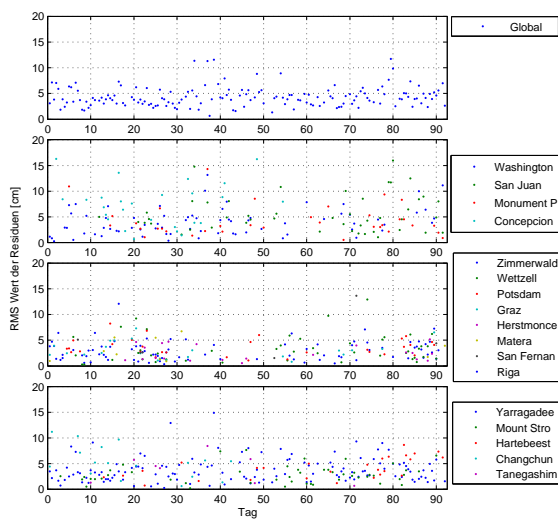 20
15
10
5
0
0 10 20 30 40 50 60 70 80 90
Global
20
15
10
5
0
0 10 20 30 40 50 60 70 80 90
Washington
San Juan
Monument P
Concepcion
RMS Wert der Residuen [cm]
20
15
10
5
0
0 10 20 30 40 50 60 70 80 90
Zimmerwald
Wettzell
Potsdam
Graz
Herstmonce
Matera
San Fernan
Riga
20
15
10
5
0
0 10 20 30 40 50 60 70 80 90
Tag
Yarragadee
Mount Stro
Hartebeest
Changchun
Tanegashim